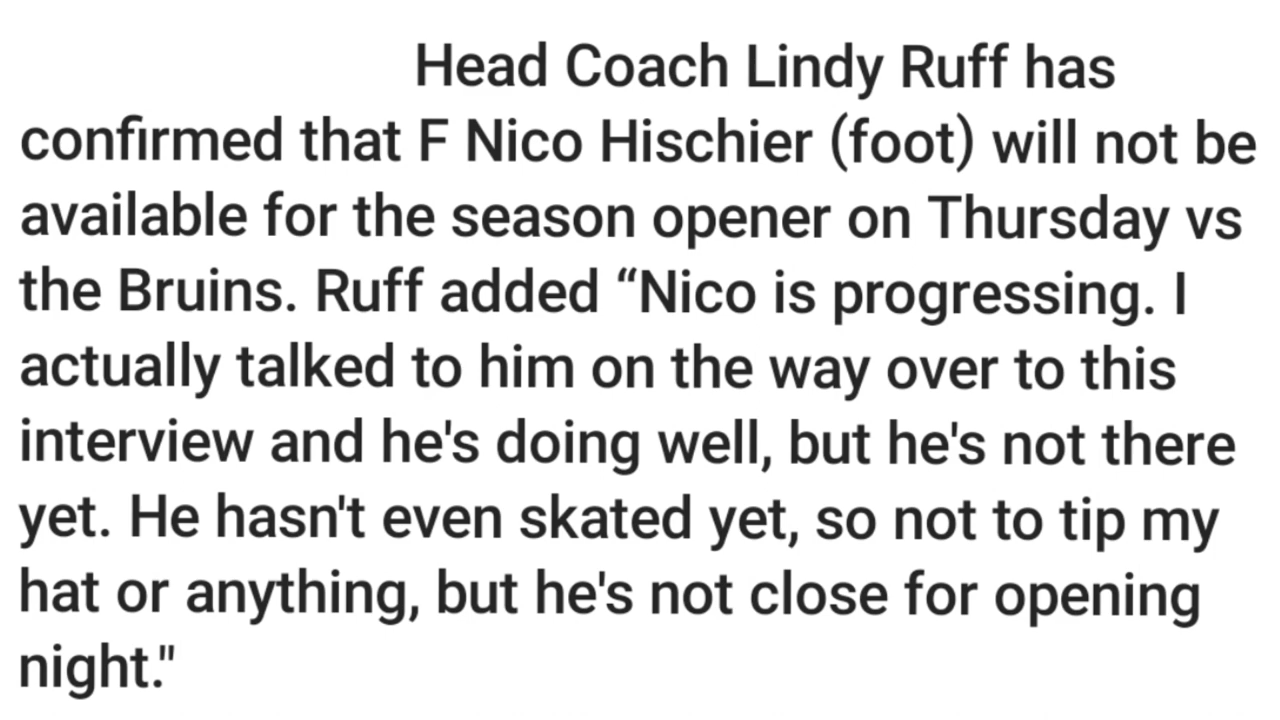 Head Coach Lindy Ruff has
confirmed that F Nico Hischier (foot) will not be
available for the season opener on Thursday vs
the Bruins. Ruff added “Nico is progressing. I
actually talked to him on the way over to this
interview and he's doing well, but he's not there
yet. He hasn't even skated yet, so not to tip my
hat or anything, but he's not close for opening
night."